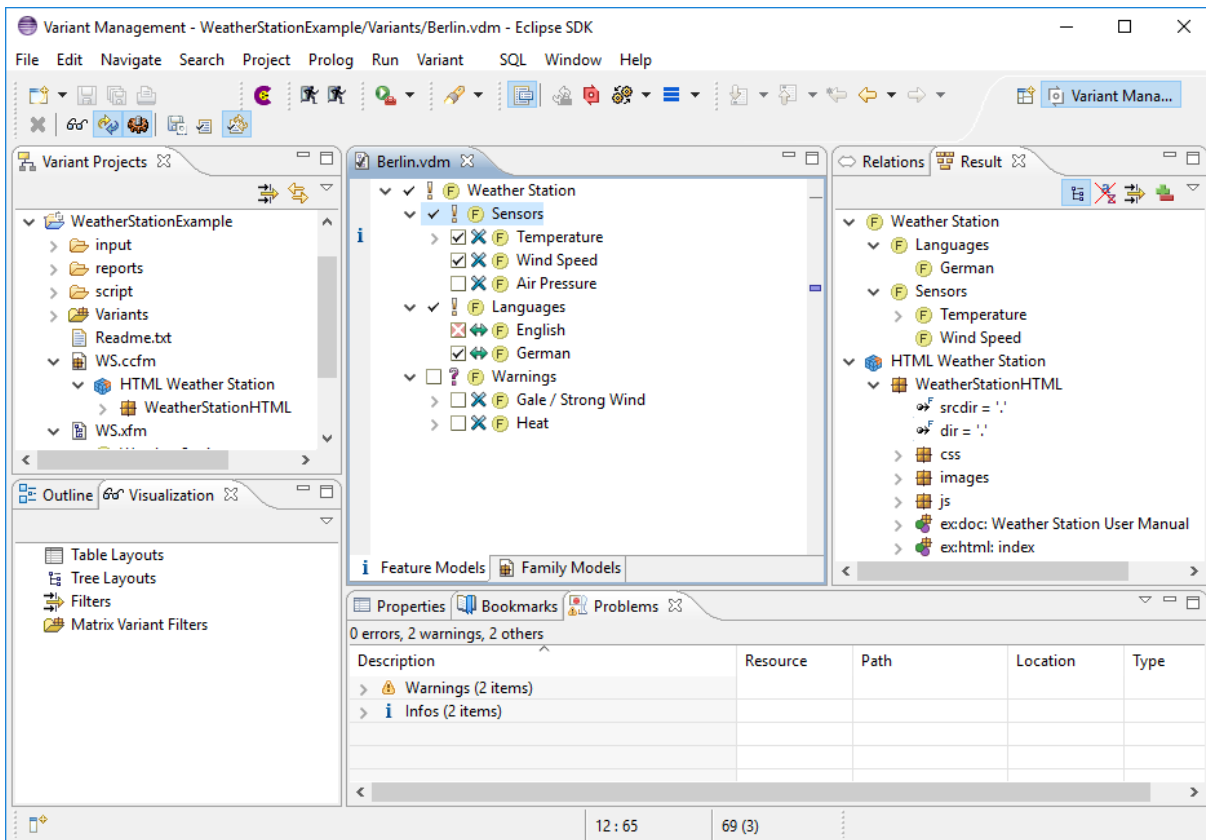 Variant Management - WeatherStationExample/Variants/Berlin.vdm - Eclipse SDK
File Edit Navigate Search Project Prolog Run Variant SQL Window Help
Variant Mana...
Variant Projects
WeatherStationExample
input
reports
script
Variants
Readme.txt
WS.ccfm
HTML Weather Station
WeatherStationHTML
WS.xfm
Outline Visualization
Table Layouts
Tree Layouts
Filters
Matrix Variant Filters
Berlin.vdm
Weather Station
Sensors
Temperature
Wind Speed
Air Pressure
Languages
English
German
Warnings
Gale / Strong Wind
Heat
Feature Models Family Models
Relations Result
Weather Station
Languages
German
Sensors
Temperature
Wind Speed
HTML Weather Station
WeatherStationHTML
srcdir = '.'
dir = '.'
css
images
js
ex:doc: Weather Station User Manual
ex:html: index
Properties Bookmarks Problems
0 errors, 2 warnings, 2 others
Description Resource Path Location Type
Warnings (2 items)
Infos (2 items)
12 : 65 69 (3)